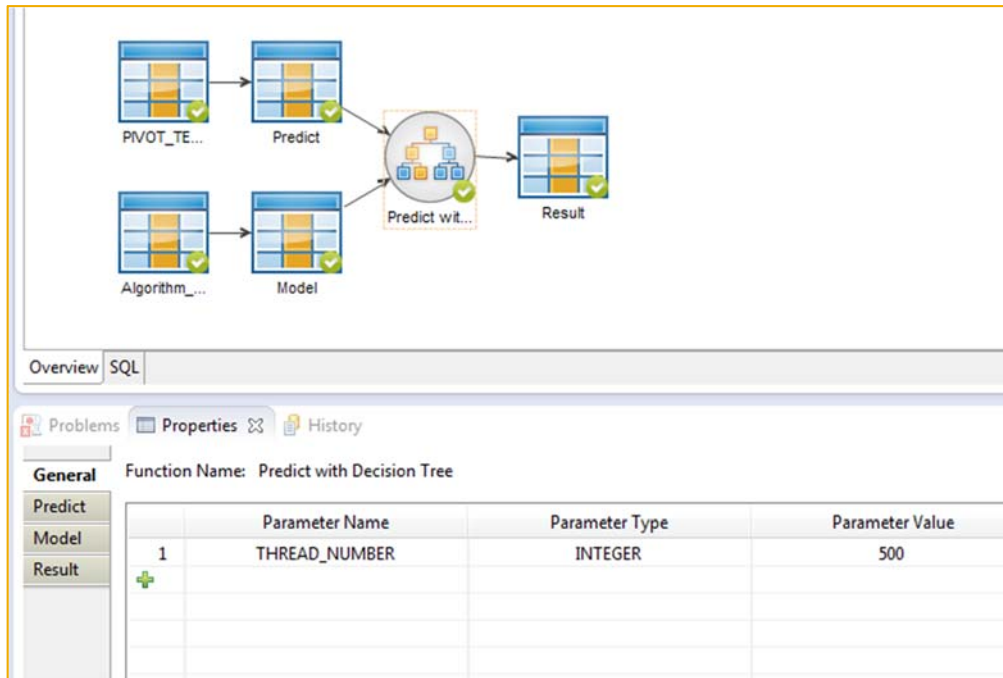 PIVOT_TE...
Predict
Predict wit...
Result
Algorithm_...
Model
Overview SQL
Problems Properties History
General
Predict
Model
Result
Function Name: Predict with Decision Tree
Parameter Name Parameter Type Parameter Value
1 THREAD_NUMBER INTEGER 500